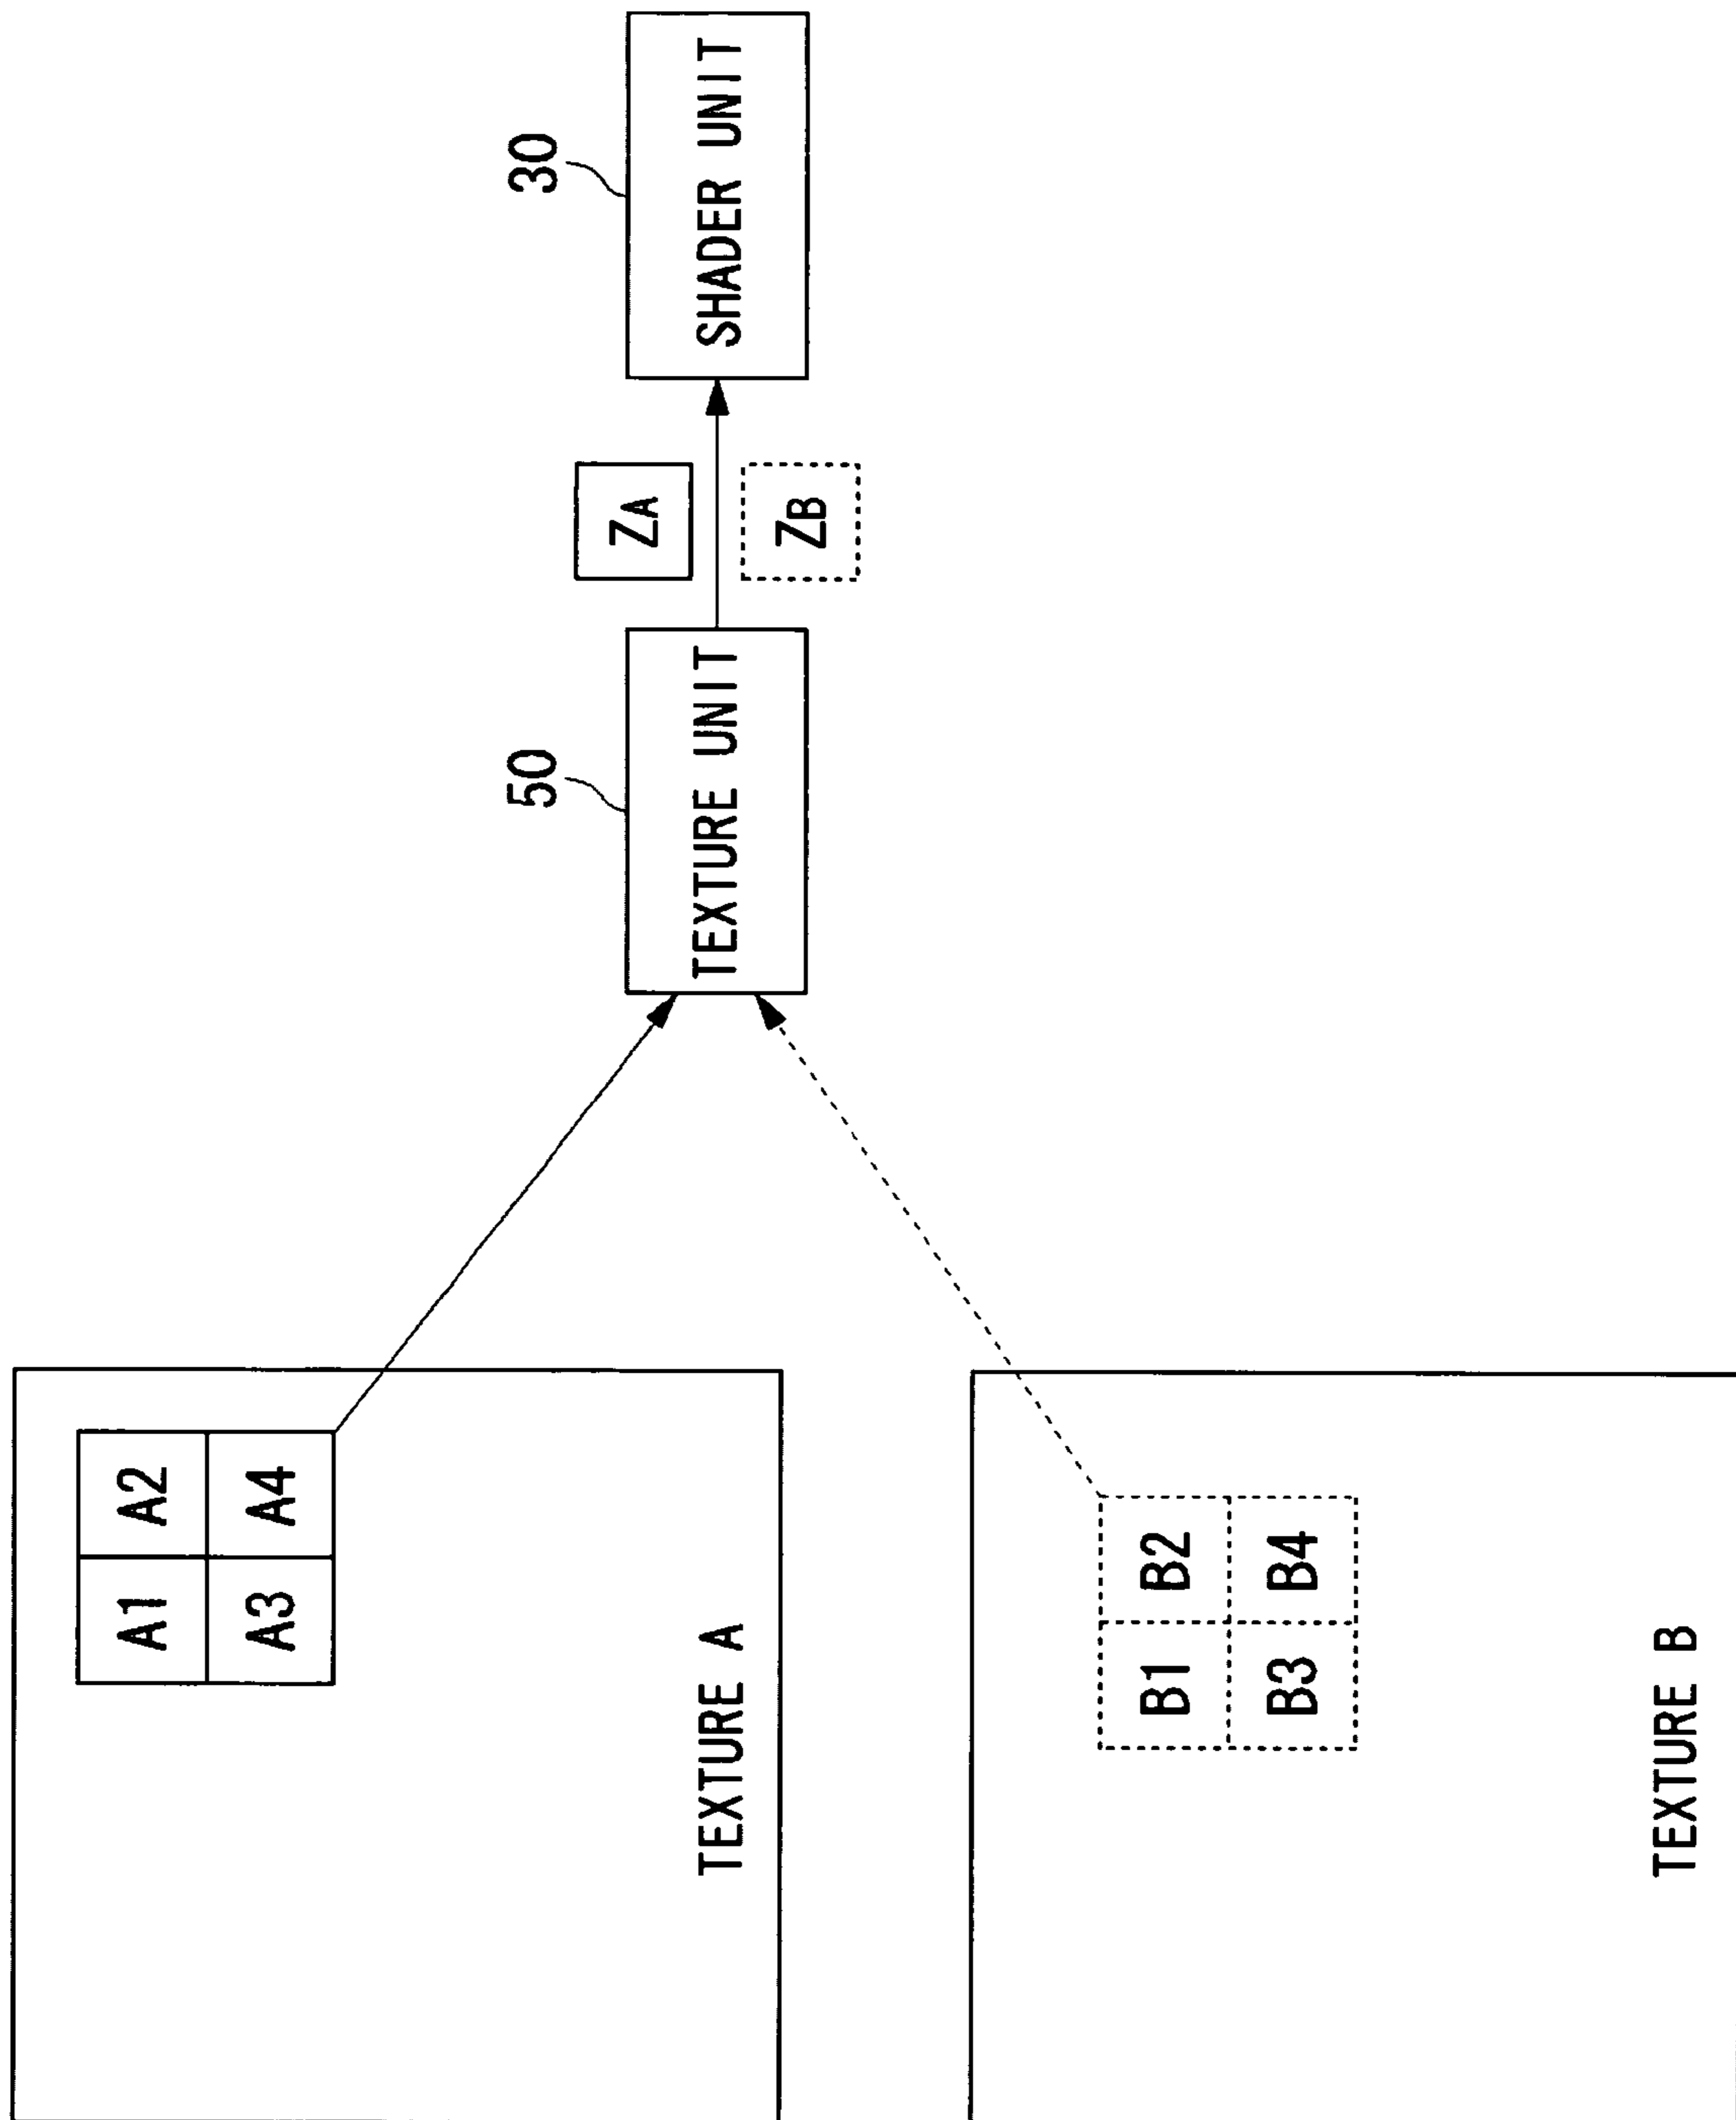 A1 A2
A3 A4
TEXTURE A
B1 B2
B3 B4
TEXTURE B
50
TEXTURE UNIT
ZA
ZB
30
SHADER UNIT